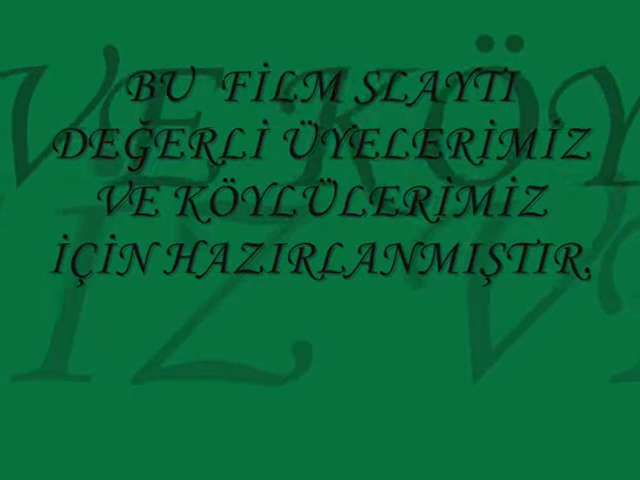 BU FİLM SLAYTI
DEĞERLİ ÜYELERİMİZ
VE KÖYLÜLERİMİZ
İÇİN HAZIRLANMIŞTIR.